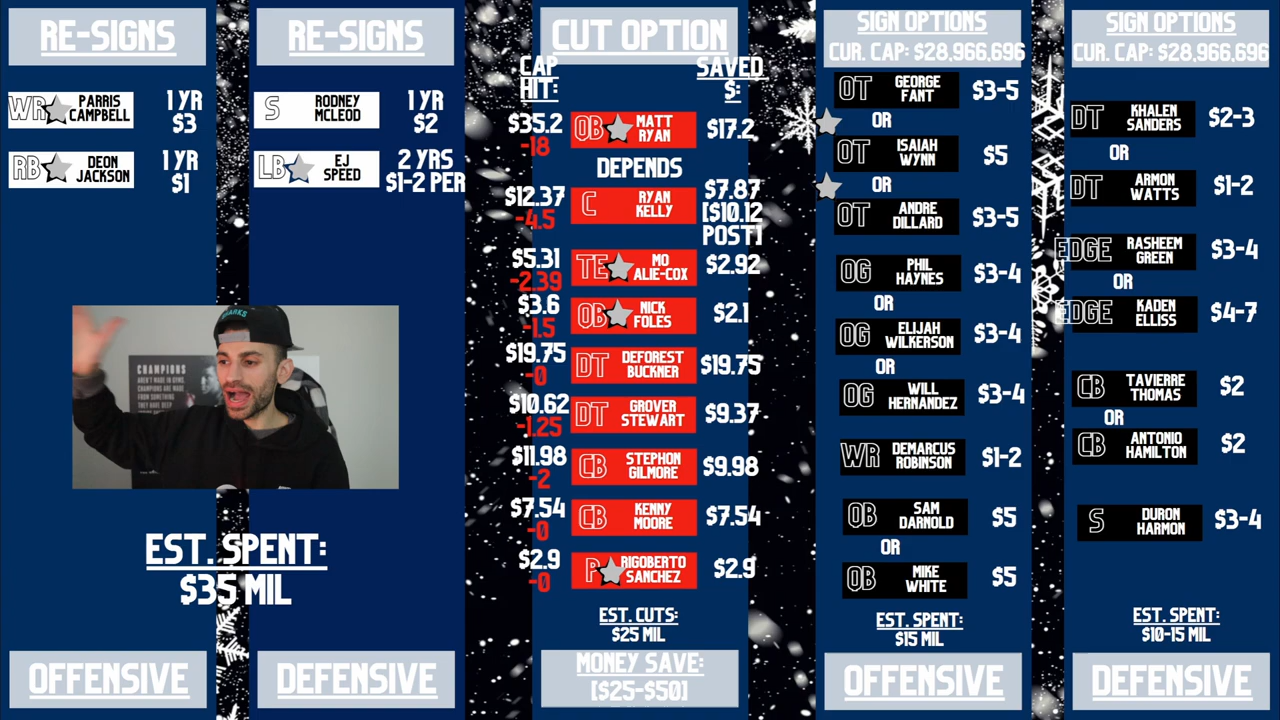 RE-SIGNS
WR PARRIS CAMPBELL 1 YR $3
RB DEON JACKSON 1 YR $1
RE-SIGNS
S RODNEY MCLEOD 1 YR $2
LB EJ SPEED 2 YRS $1-2 PER
CHAMPIONS
AREN'T MADE IN GYMS.
CHAMPIONS ARE
MADE FROM
SOMETHING
THEY HAVE DEEP
EST. SPENT:
$35 MIL
OFFENSIVE
DEFENSIVE
CUT OPTION
CAP HIT:
SAVED $:
$35.2 -18 QB MATT RYAN $17.2
DEPENDS
$12.37 -4.5 C RYAN KELLY $7.87 [$10.12 POST]
$5.31 -2.39 TE MO ALIE-COX $2.92
$3.6 -1.5 QB NICK FOLES $2.1
$19.75 -0 DT DEFOREST BUCKNER $19.75
$10.62 -1.25 DT GROVER STEWART $9.37
$11.98 -2 CB STEPHON GILMORE $9.98
$7.54 -0 CB KENNY MOORE $7.54
$2.9 -0 P RIGOBERTO SANCHEZ $2.9
EST. CUTS:
$25 MIL
MONEY SAVE:
[$25-$50]
SIGN OPTIONS
CUR. CAP: $28,966,696
OT GEORGE FANT $3-5
OR
OT ISAIAH WYNN $5
OR
OT ANDRE DILLARD $3-5
OG PHIL HAYNES $3-4
OR
OG ELIJAH WILKERSON $3-4
OR
OG WILL HERNANDEZ $3-4
WR DEMARCUS ROBINSON $1-2
QB SAM DARNOLD $5
OR
QB MIKE WHITE $5
EST. SPENT:
$15 MIL
OFFENSIVE
SIGN OPTIONS
CUR. CAP: $28,966,696
DT KHALEN SANDERS $2-3
OR
DT ARMON WATTS $1-2
EDGE RASHEEM GREEN $3-4
OR
EDGE KADEN ELLISS $4-7
CB TAVIERRE THOMAS $2
OR
CB ANTONIO HAMILTON $2
S DURON HARMON $3-4
EST. SPENT:
$10-15 MIL
DEFENSIVE